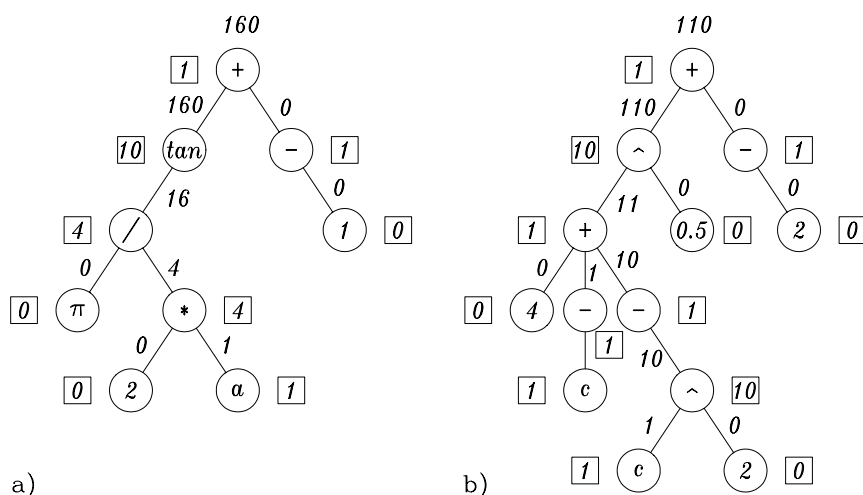 160 110
1 + 1 +
160 0 110 0
10 tan - 1 10 ^ - 1
16 0 11 0 0
4 / 1 0 1 + 0.5 0 2 0
0 4 0 1 10
0 π * 4 0 4 - - 1
0 1 1 10
0 2 a 1 1 c ^ 10
1 0
a) b) 1 c 2 0